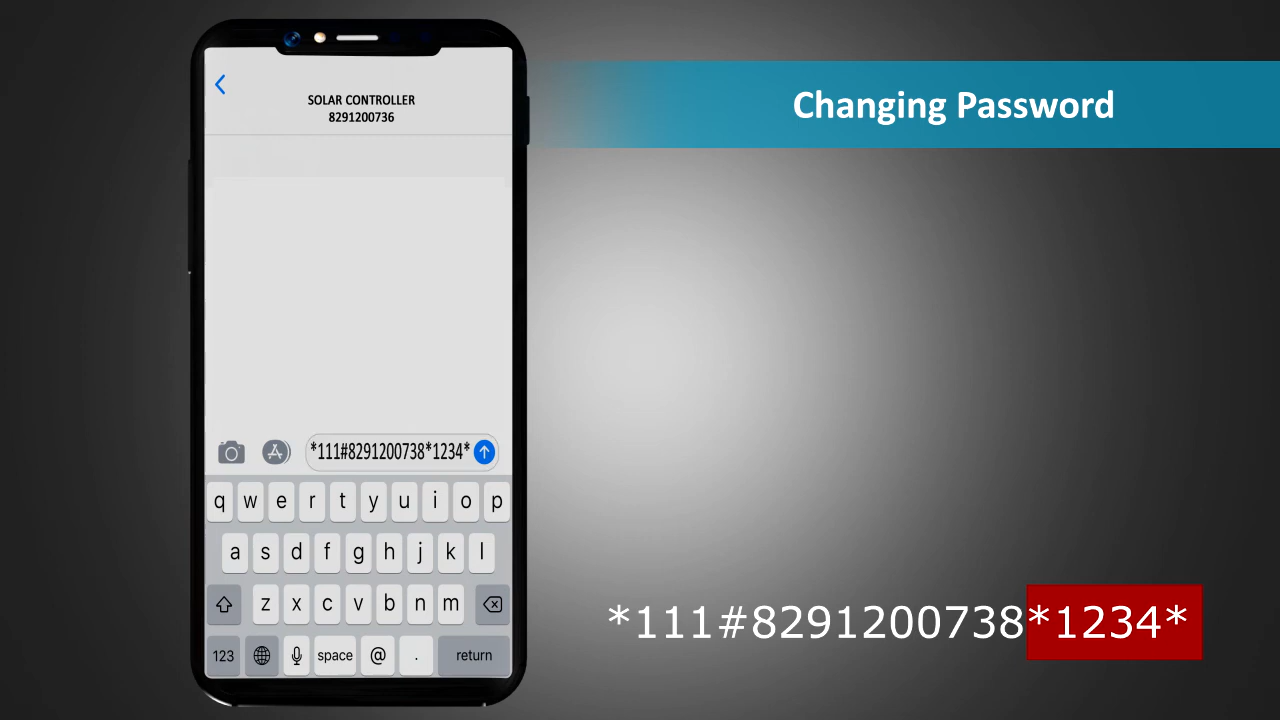 SOLAR CONTROLLER
8291200736
Changing Password
*111#8291200738*1234*
q w e r t y u i o p
a s d f g h j k l
z x c v b n m
123 space @ . return
*111#8291200738*1234*